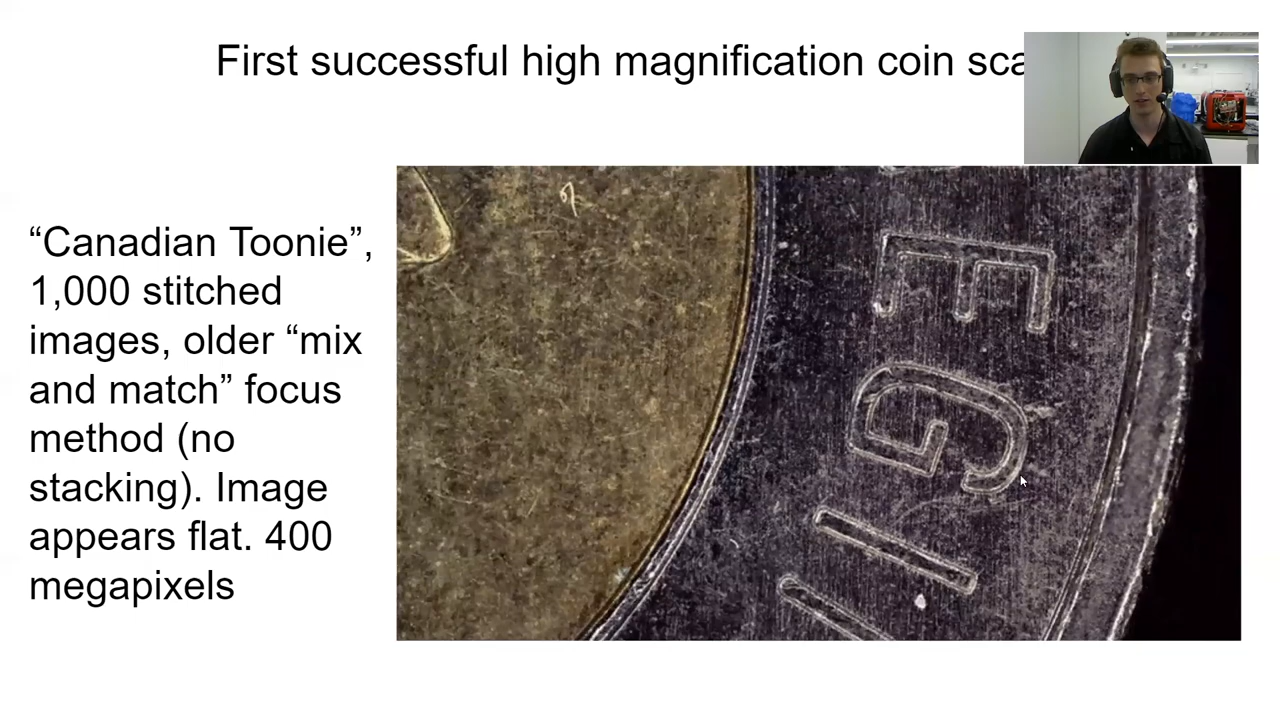 First successful high magnification coin sca
“Canadian Toonie”,
1,000 stitched
images, older “mix
and match” focus
method (no
stacking). Image
appears flat. 400
megapixels
E
G
I